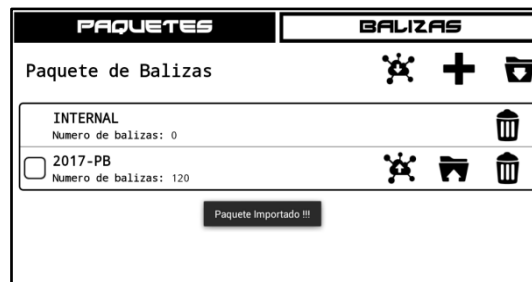 PAQUETES
BALIZAS
Paquete de Balizas
INTERNAL
Numero de balizas: 0
2017-PB
Numero de balizas: 120
Paquete Importado !!!